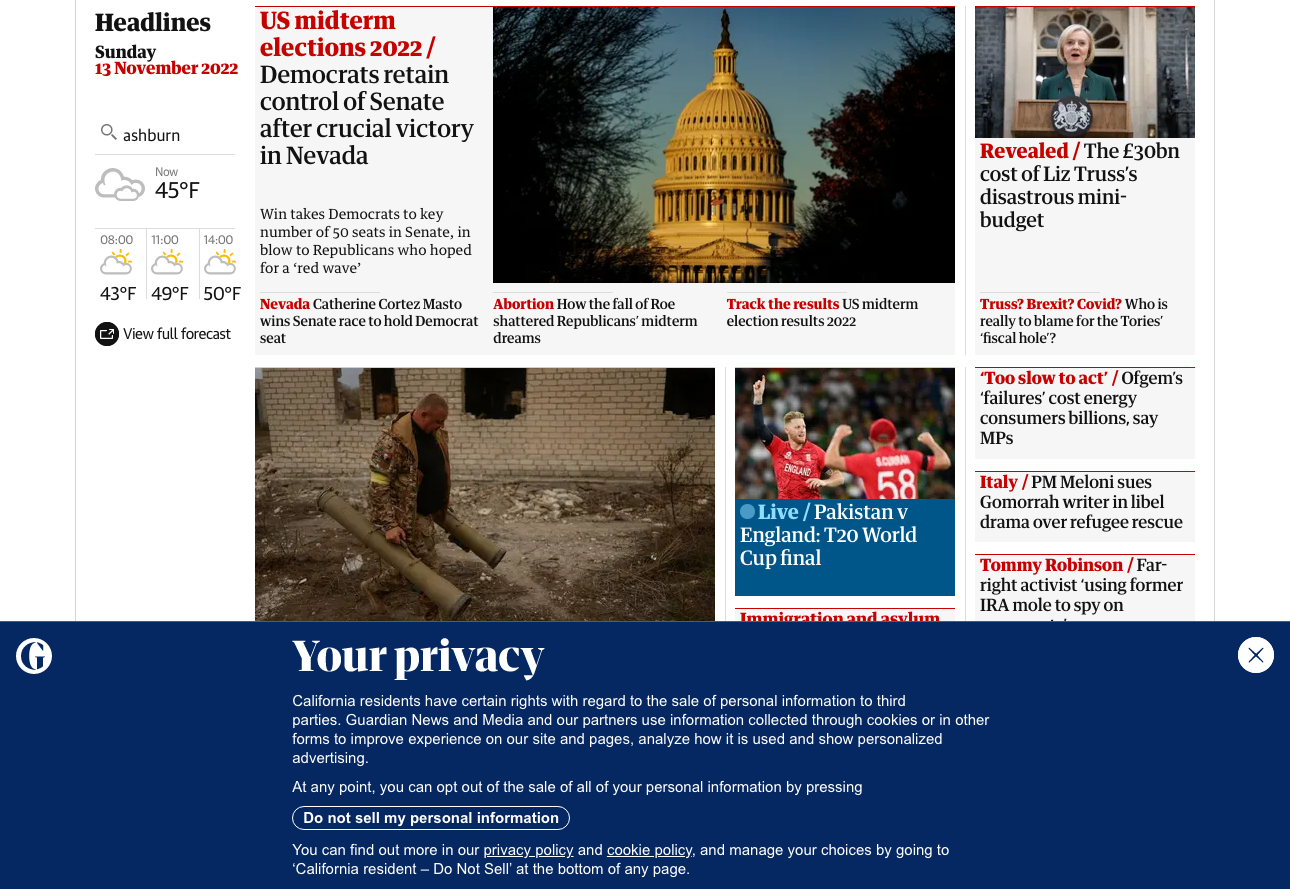 Headlines
Sunday
13 November 2022
ashburn
Now
45°F
08:00
11:00
14:00
43°F
49°F
50°F
View full forecast
US midterm
elections 2022 /
Democrats retain
control of Senate
after crucial victory
in Nevada
Win takes Democrats to key
number of 50 seats in Senate, in
blow to Republicans who hoped
for a ‘red wave’
Nevada Catherine Cortez Masto
wins Senate race to hold Democrat
seat
Abortion How the fall of Roe
shattered Republicans’ midterm
dreams
Track the results US midterm
election results 2022
Revealed / The £30bn
cost of Liz Truss’s
disastrous mini-
budget
Truss? Brexit? Covid? Who is
really to blame for the Tories’
‘fiscal hole’?
ENGLAND
S.CURRAN
58
Live / Pakistan v
England: T20 World
Cup final
Immigration and asylum
‘Too slow to act’ / Ofgem’s
‘failures’ cost energy
consumers billions, say
MPs
Italy / PM Meloni sues
Gomorrah writer in libel
drama over refugee rescue
Tommy Robinson / Far-
right activist ‘using former
IRA mole to spy on
Your privacy
California residents have certain rights with regard to the sale of personal information to third
parties. Guardian News and Media and our partners use information collected through cookies or in other
forms to improve experience on our site and pages, analyze how it is used and show personalized
advertising.
At any point, you can opt out of the sale of all of your personal information by pressing
Do not sell my personal information
You can find out more in our privacy policy and cookie policy, and manage your choices by going to
‘California resident – Do Not Sell’ at the bottom of any page.